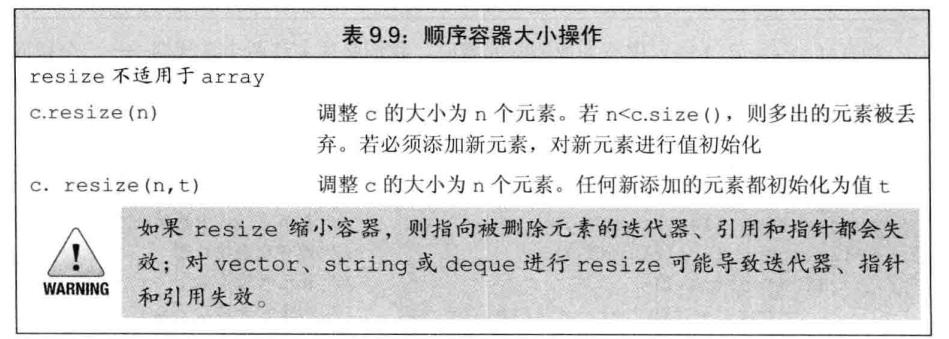 表 9.9：顺序容器大小操作
resize 不适用于 array
c.resize(n) 调整 c 的大小为 n 个元素。若 n<c.size()，则多出的元素被丢
弃。若必须添加新元素，对新元素进行值初始化
c. resize(n,t) 调整 c 的大小为 n 个元素。任何新添加的元素都初始化为值 t
如果 resize 缩小容器，则指向被删除元素的迭代器、引用和指针都会失
效；对 vector、string 或 deque 进行 resize 可能导致迭代器、指针
和引用失效。
WARNING